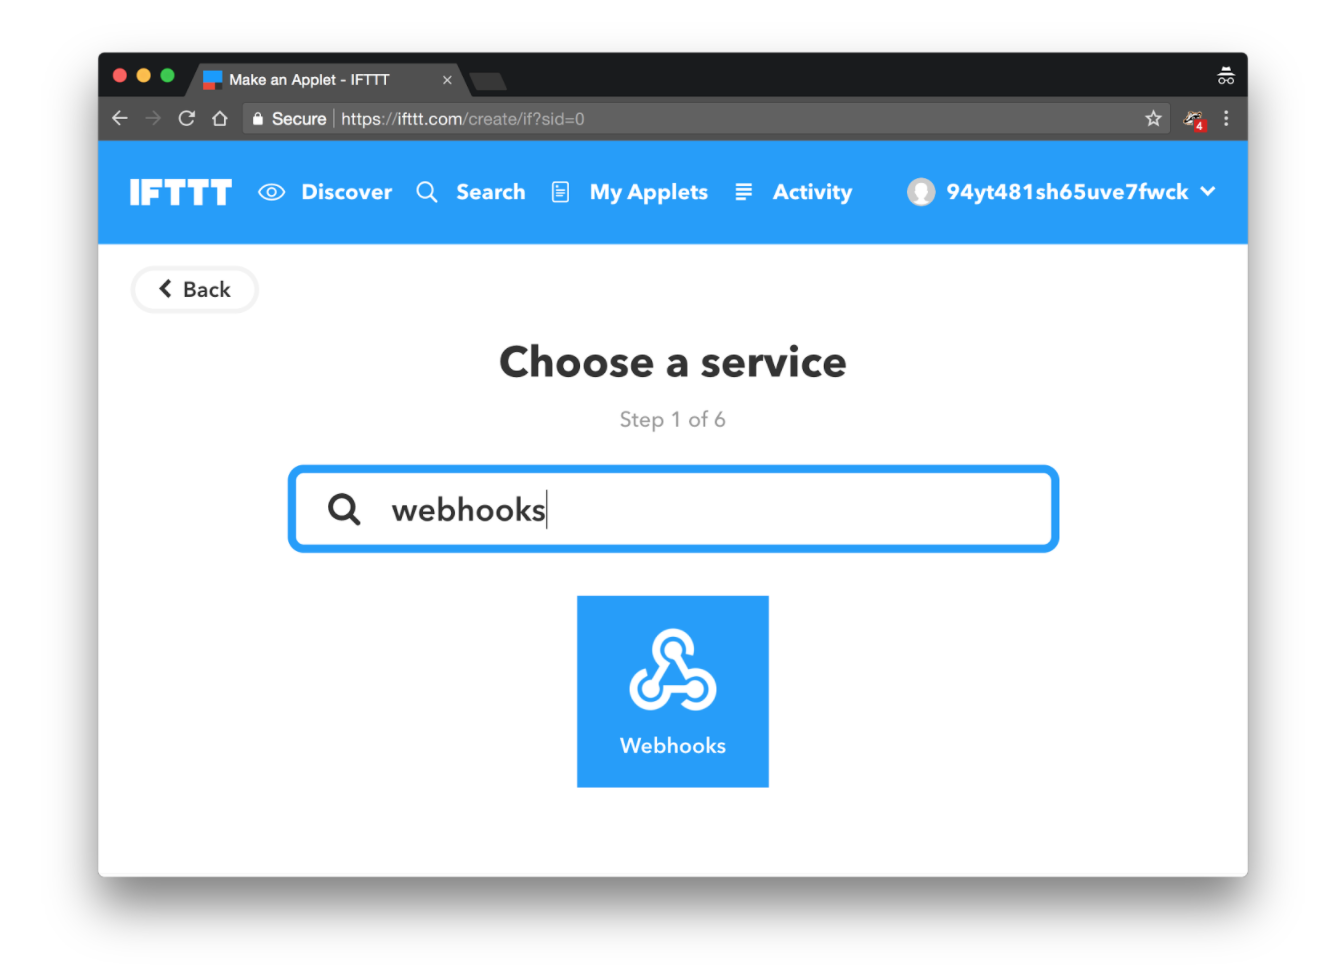 Make an Applet - IFTTT
Secure https://ifttt.com/create/if?sid=0
4
IFTTT Discover Search My Applets Activity 94yt481sh65uve7fwck
Back
Choose a service
Step 1 of 6
webhooks
Webhooks